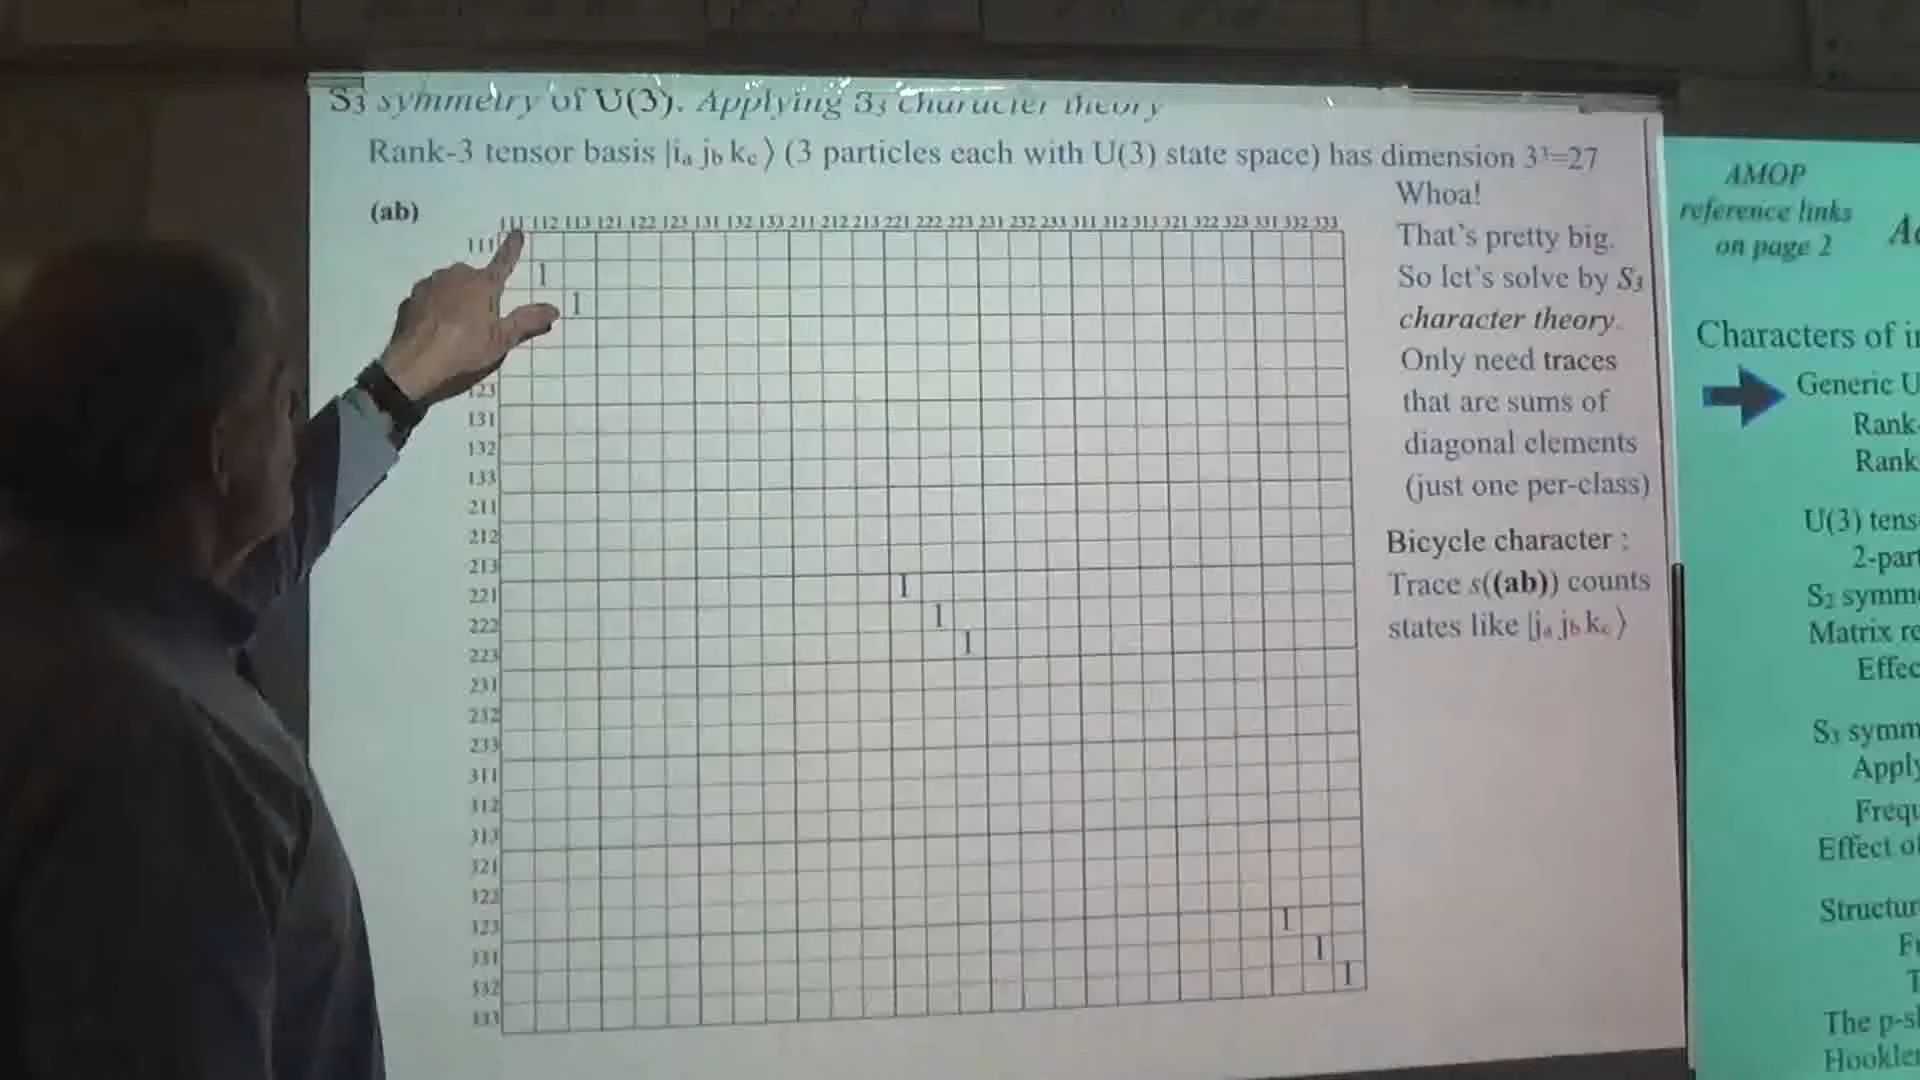 S3 symmetry of U(3). Applying S3 Character theory
Rank-3 tensor basis |ia jb kc⟩ (3 particles each with U(3) state space) has dimension 3³=27
(ab)
111 112 113 121 122 123 131 132 133 211 212 213 221 222 223 231 232 233 311 312 313 321 322 323 331 332 333
111
1
1
123
131
132
133
211
212
213
221 1
222 1
223 1
231
232
233
311
312
313
321
322
323 1
331 1
332 1
333
Whoa!
That's pretty big.
So let's solve by S3
character theory.
Only need traces
that are sums of
diagonal elements
(just one per-class)
Bicycle character :
Trace s((ab)) counts
states like |ja jb kc⟩
AMOP
reference links
on page 2
Characters of
Generic U
Rank-
Rank
U(3) tens
2-part
S2 symm
Matrix re
Effec
S3 symm
Apply
Frequ
Effect o
Structur
The p-s
Hookle